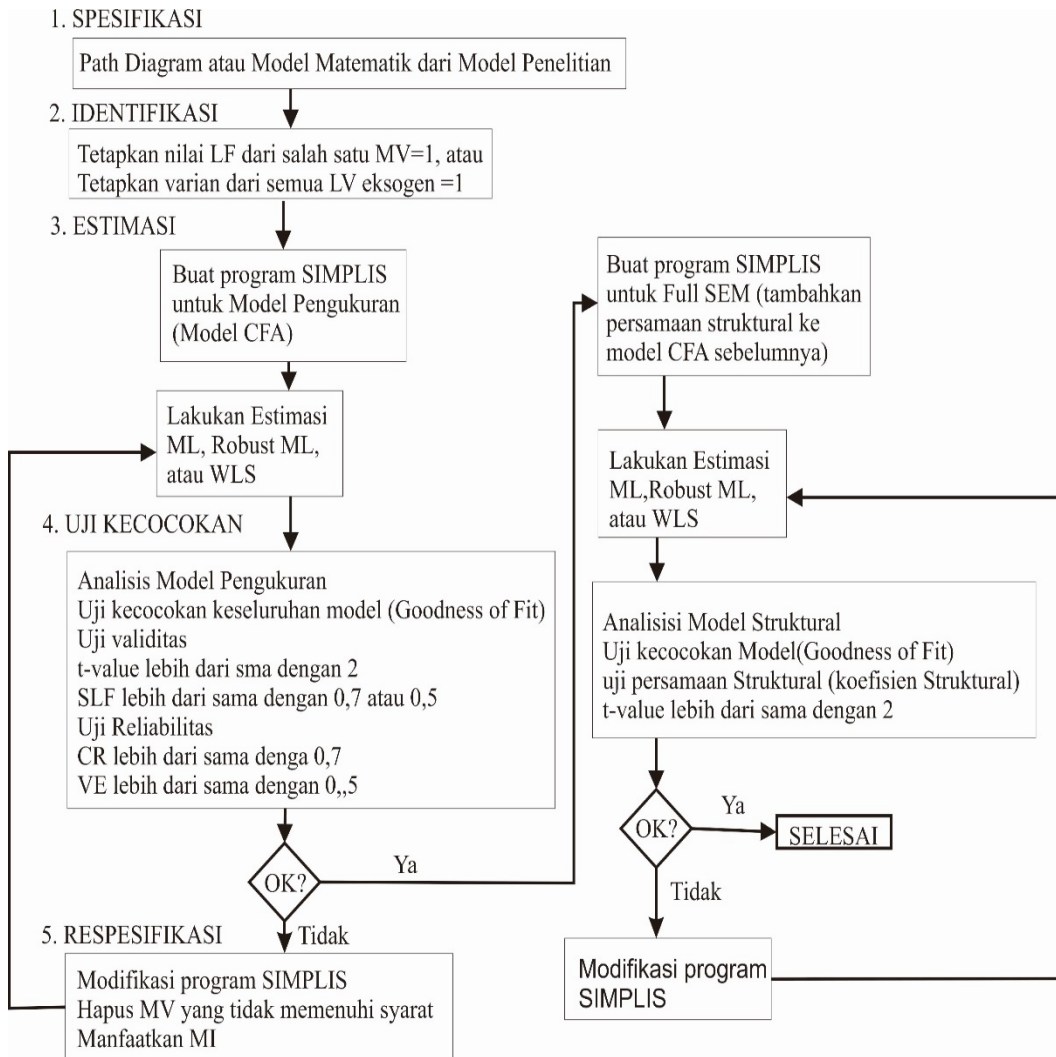 1. SPESIFIKASI
Path Diagram atau Model Matematik dari Model Penelitian
2. IDENTIFIKASI
Tetapkan nilai LF dari salah satu MV=1, atau
Tetapkan varian dari semua LV eksogen =1
3. ESTIMASI
Buat program SIMPLIS
untuk Model Pengukuran
(Model CFA)
Lakukan Estimasi
ML, Robust ML,
atau WLS
4. UJI KECOCOKAN
Analisis Model Pengukuran
Uji kecocokan keseluruhan model (Goodness of Fit)
Uji validitas
t-value lebih dari sma dengan 2
SLF lebih dari sama dengan 0,7 atau 0,5
Uji Reliabilitas
CR lebih dari sama denga 0,7
VE lebih dari sama dengan 0,,5
OK?
Ya
Tidak
5. RESPESIFIKASI
Modifikasi program SIMPLIS
Hapus MV yang tidak memenuhi syarat
Manfaatkan MI
Buat program SIMPLIS
untuk Full SEM (tambahkan
persamaan struktural ke
model CFA sebelumnya)
Lakukan Estimasi
ML,Robust ML,
atau WLS
Analisisi Model Struktural
Uji kecocokan Model(Goodness of Fit)
uji persamaan Struktural (koefisien Struktural)
t-value lebih dari sama dengan 2
OK?
Ya
SELESAI
Tidak
Modifikasi program
SIMPLIS